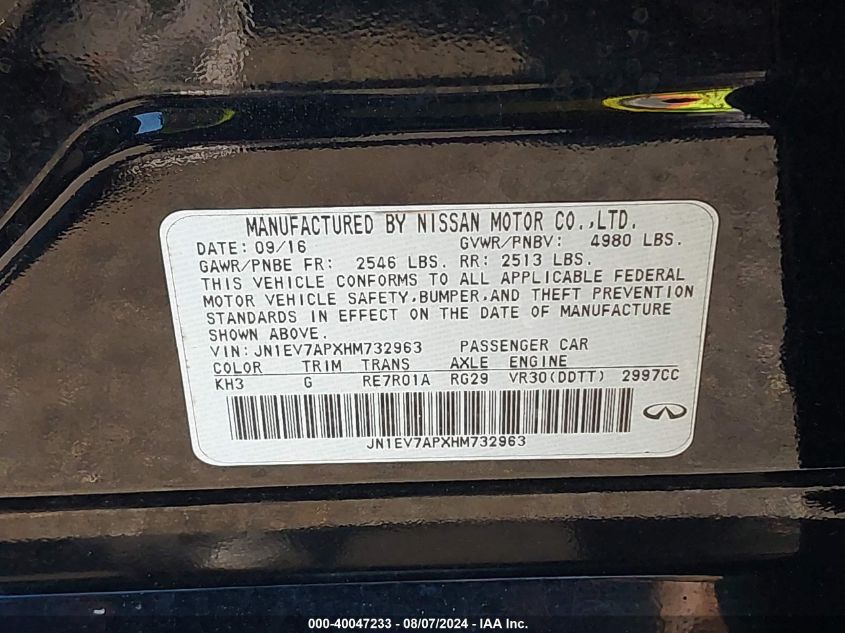 MANUFACTURED BY NISSAN MOTOR CO.,LTD.
DATE: 09/16 GVWR/PNBV: 4980 LBS.
GAWR/PNBE FR: 2546 LBS. RR: 2513 LBS.
THIS VEHICLE CONFORMS TO ALL APPLICABLE FEDERAL
MOTOR VEHICLE SAFETY,BUMPER,AND THEFT PREVENTION
STANDARDS IN EFFECT ON THE DATE OF MANUFACTURE
SHOWN ABOVE.
VIN: JN1EV7APXHM732963 PASSENGER CAR
COLOR TRIM TRANS AXLE ENGINE
KH3 G RE7R01A RG29 VR30(DDTT) 2997CC
JN1EV7APXHM732963
000-40047233 - 08/07/2024 - IAAI Inc.